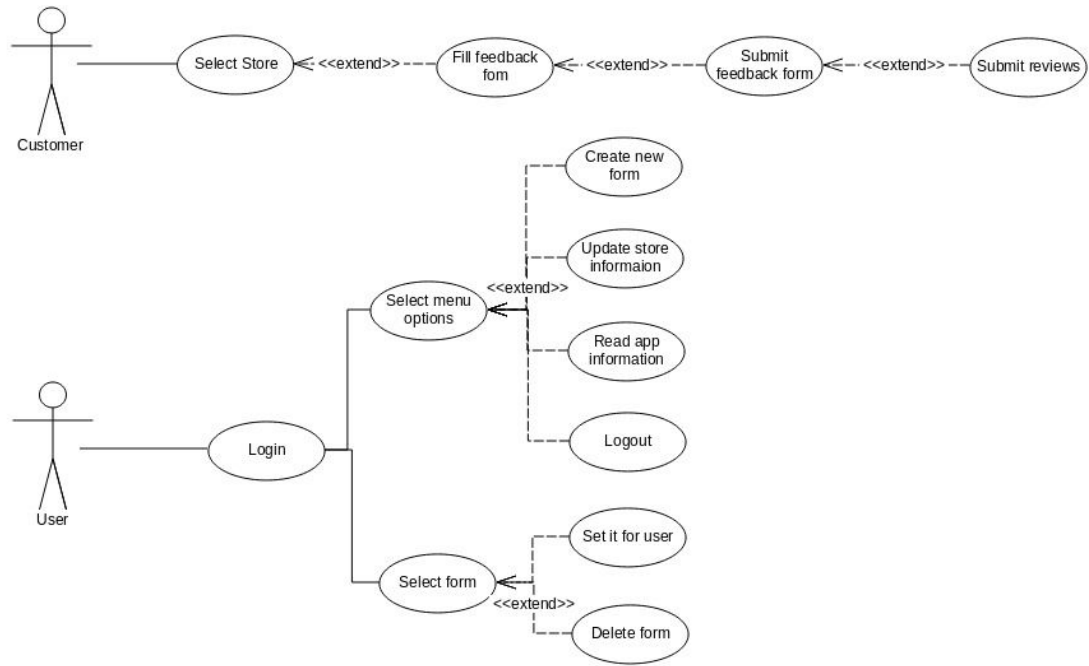 Select Store
<<extend>>
Fill feedback
fom
<<extend>>
Submit
feedback form
<<extend>>
Submit reviews
Customer
Create new
form
Update store
informaion
<<extend>>
Select menu
options
Read app
information
Logout
Login
User
Set it for user
Select form
<<extend>>
Delete form